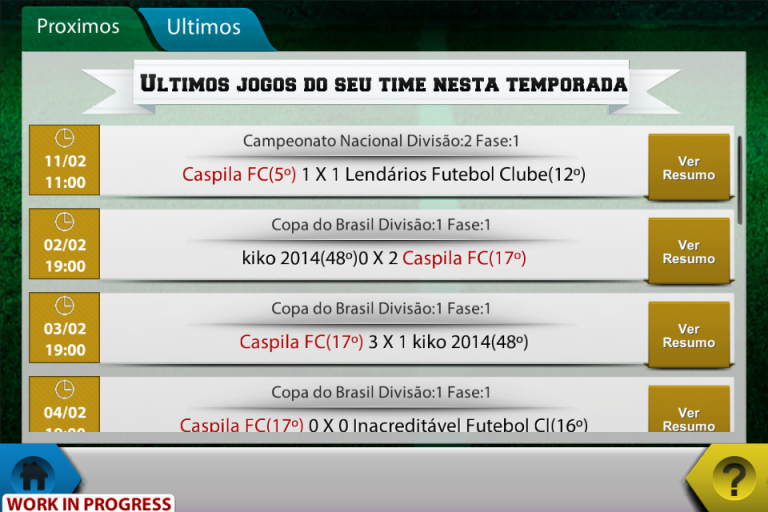 Proximos
Ultimos
ULTIMOS JOGOS DO SEU TIME NESTA TEMPORADA
11/02
11:00
Campeonato Nacional Divisão:2 Fase:1
Caspila FC(5º) 1 X 1 Lendários Futebol Clube(12º)
Ver
Resumo
02/02
19:00
Copa do Brasil Divisão:1 Fase:1
kiko 2014(48º)0 X 2 Caspila FC(17º)
Ver
Resumo
03/02
19:00
Copa do Brasil Divisão:1 Fase:1
Caspila FC(17º) 3 X 1 kiko 2014(48º)
Ver
Resumo
04/02
Copa do Brasil Divisão:1 Fase:1
Caspila FC(17º) 0 X 0 Inacreditável Futebol Cl(16º)
Ver
Resumo
?
WORK IN PROGRESS